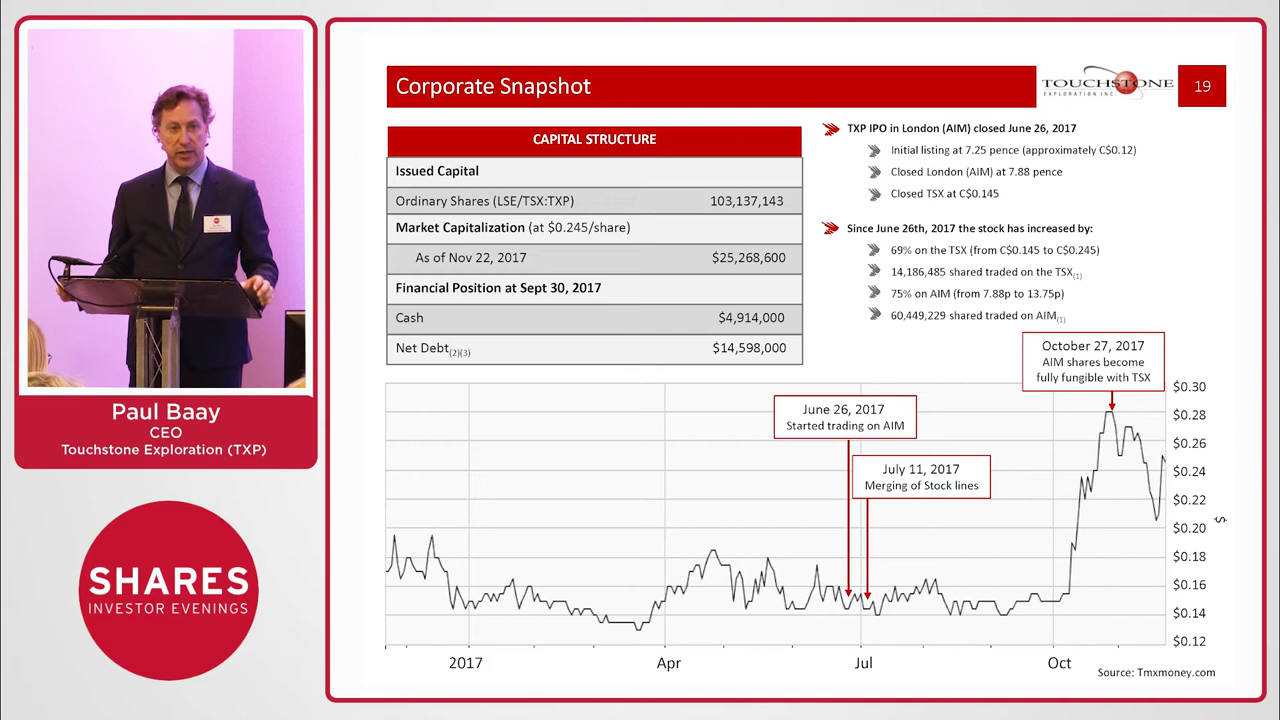 Corporate Snapshot
TOUCHSTONE
EXPLORATION INC.
19
CAPITAL STRUCTURE
Issued Capital
Ordinary Shares (LSE/TSX:TXP) 103,137,143
Market Capitalization (at $0.245/share)
As of Nov 22, 2017 $25,268,600
Financial Position at Sept 30, 2017
Cash $4,914,000
Net Debt(2)(3) $14,598,000
TXP IPO in London (AIM) closed June 26, 2017
Initial listing at 7.25 pence (approximately C$0.12)
Closed London (AIM) at 7.88 pence
Closed TSX at C$0.145
Since June 26th, 2017 the stock has increased by:
69% on the TSX (from C$0.145 to C$0.245)
14,186,485 shared traded on the TSX(1)
75% on AIM (from 7.88p to 13.75p)
60,449,229 shared traded on AIM(1)
October 27, 2017
AIM shares become
fully fungible with TSX
June 26, 2017
Started trading on AIM
July 11, 2017
Merging of Stock lines
$0.30
$0.28
$0.26
$0.24
$0.22
$0.20
$0.18
$0.16
$0.14
$0.12
$
2017 Apr Jul Oct
Source: Tmxmoney.com
Paul Baay
CEO
Touchstone Exploration (TXP)
SHARES
INVESTOR EVENINGS